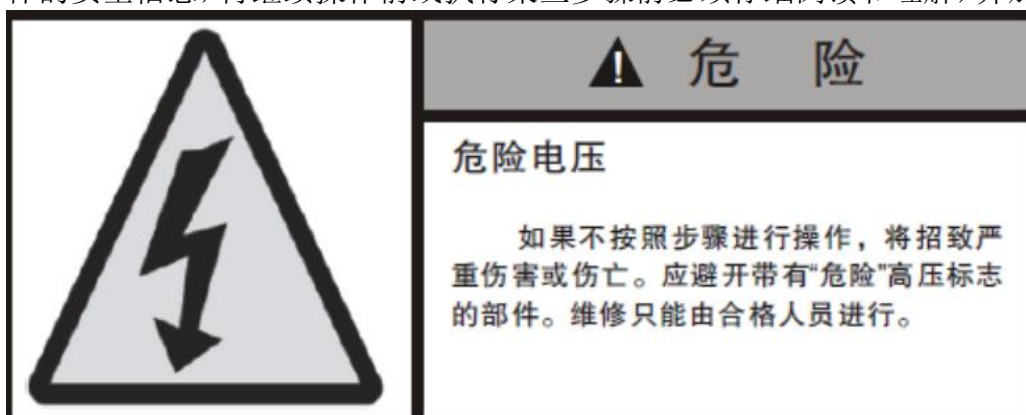 危 险
危险电压
如果不按照步骤进行操作，将招致严
重伤害或伤亡。应避开带有“危险”高压标志
的部件。维修只能由合格人员进行。